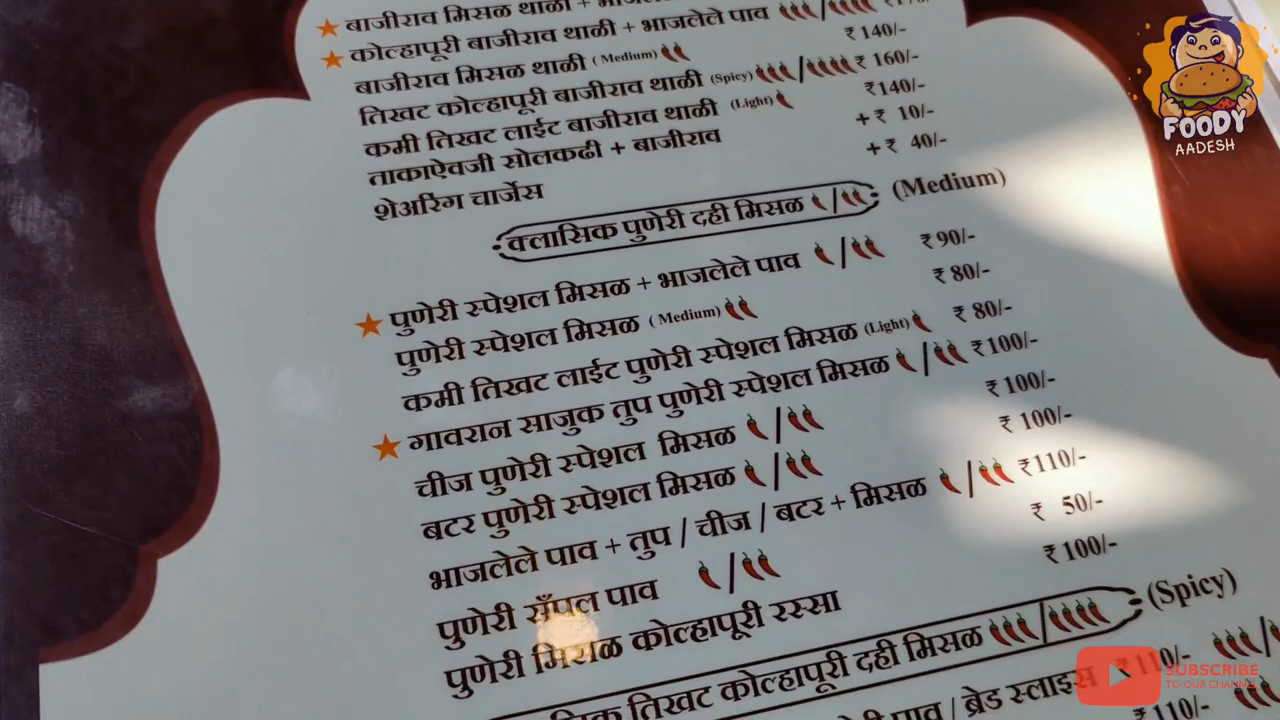 बाजीराव मिसळ थाळी +
कोल्हापूरी बाजीराव थाळी + भाजलेले पाव
बाजीराव मिसळ थाळी (Medium) ₹140/-
तिखट कोल्हापूरी बाजीराव थाळी (Spicy) ₹ 160/-
कमी तिखट लाईट बाजीराव थाळी (Light) ₹140/-
ताकाऐवजी सोलकढी + बाजीराव +₹ 10/-
शेअरिंग चार्जेस +₹ 40/-
क्लासिक पुणेरी दही मिसळ / (Medium)
पुणेरी स्पेशल मिसळ + भाजलेले पाव / ₹90/-
पुणेरी स्पेशल मिसळ (Medium) ₹80/-
कमी तिखट लाईट पुणेरी स्पेशल मिसळ (Light) ₹80/-
गावरान साजुक तुप पुणेरी स्पेशल मिसळ / ₹100/-
चीज पुणेरी स्पेशल मिसळ / ₹100/-
बटर पुणेरी स्पेशल मिसळ / ₹100/-
भाजलेले पाव + तुप / चीज / बटर + मिसळ / ₹110/-
पुणेरी सँपल पाव / ₹ 50/-
पुणेरी मिसळ कोल्हापूरी रस्सा ₹100/-
तिखट कोल्हापूरी दही मिसळ / (Spicy)
पाव / ब्रेड स्लाइस ₹110/-
₹110/-
FOODY
AADESH
SUBSCRIBE
TO OUR CHANNEL